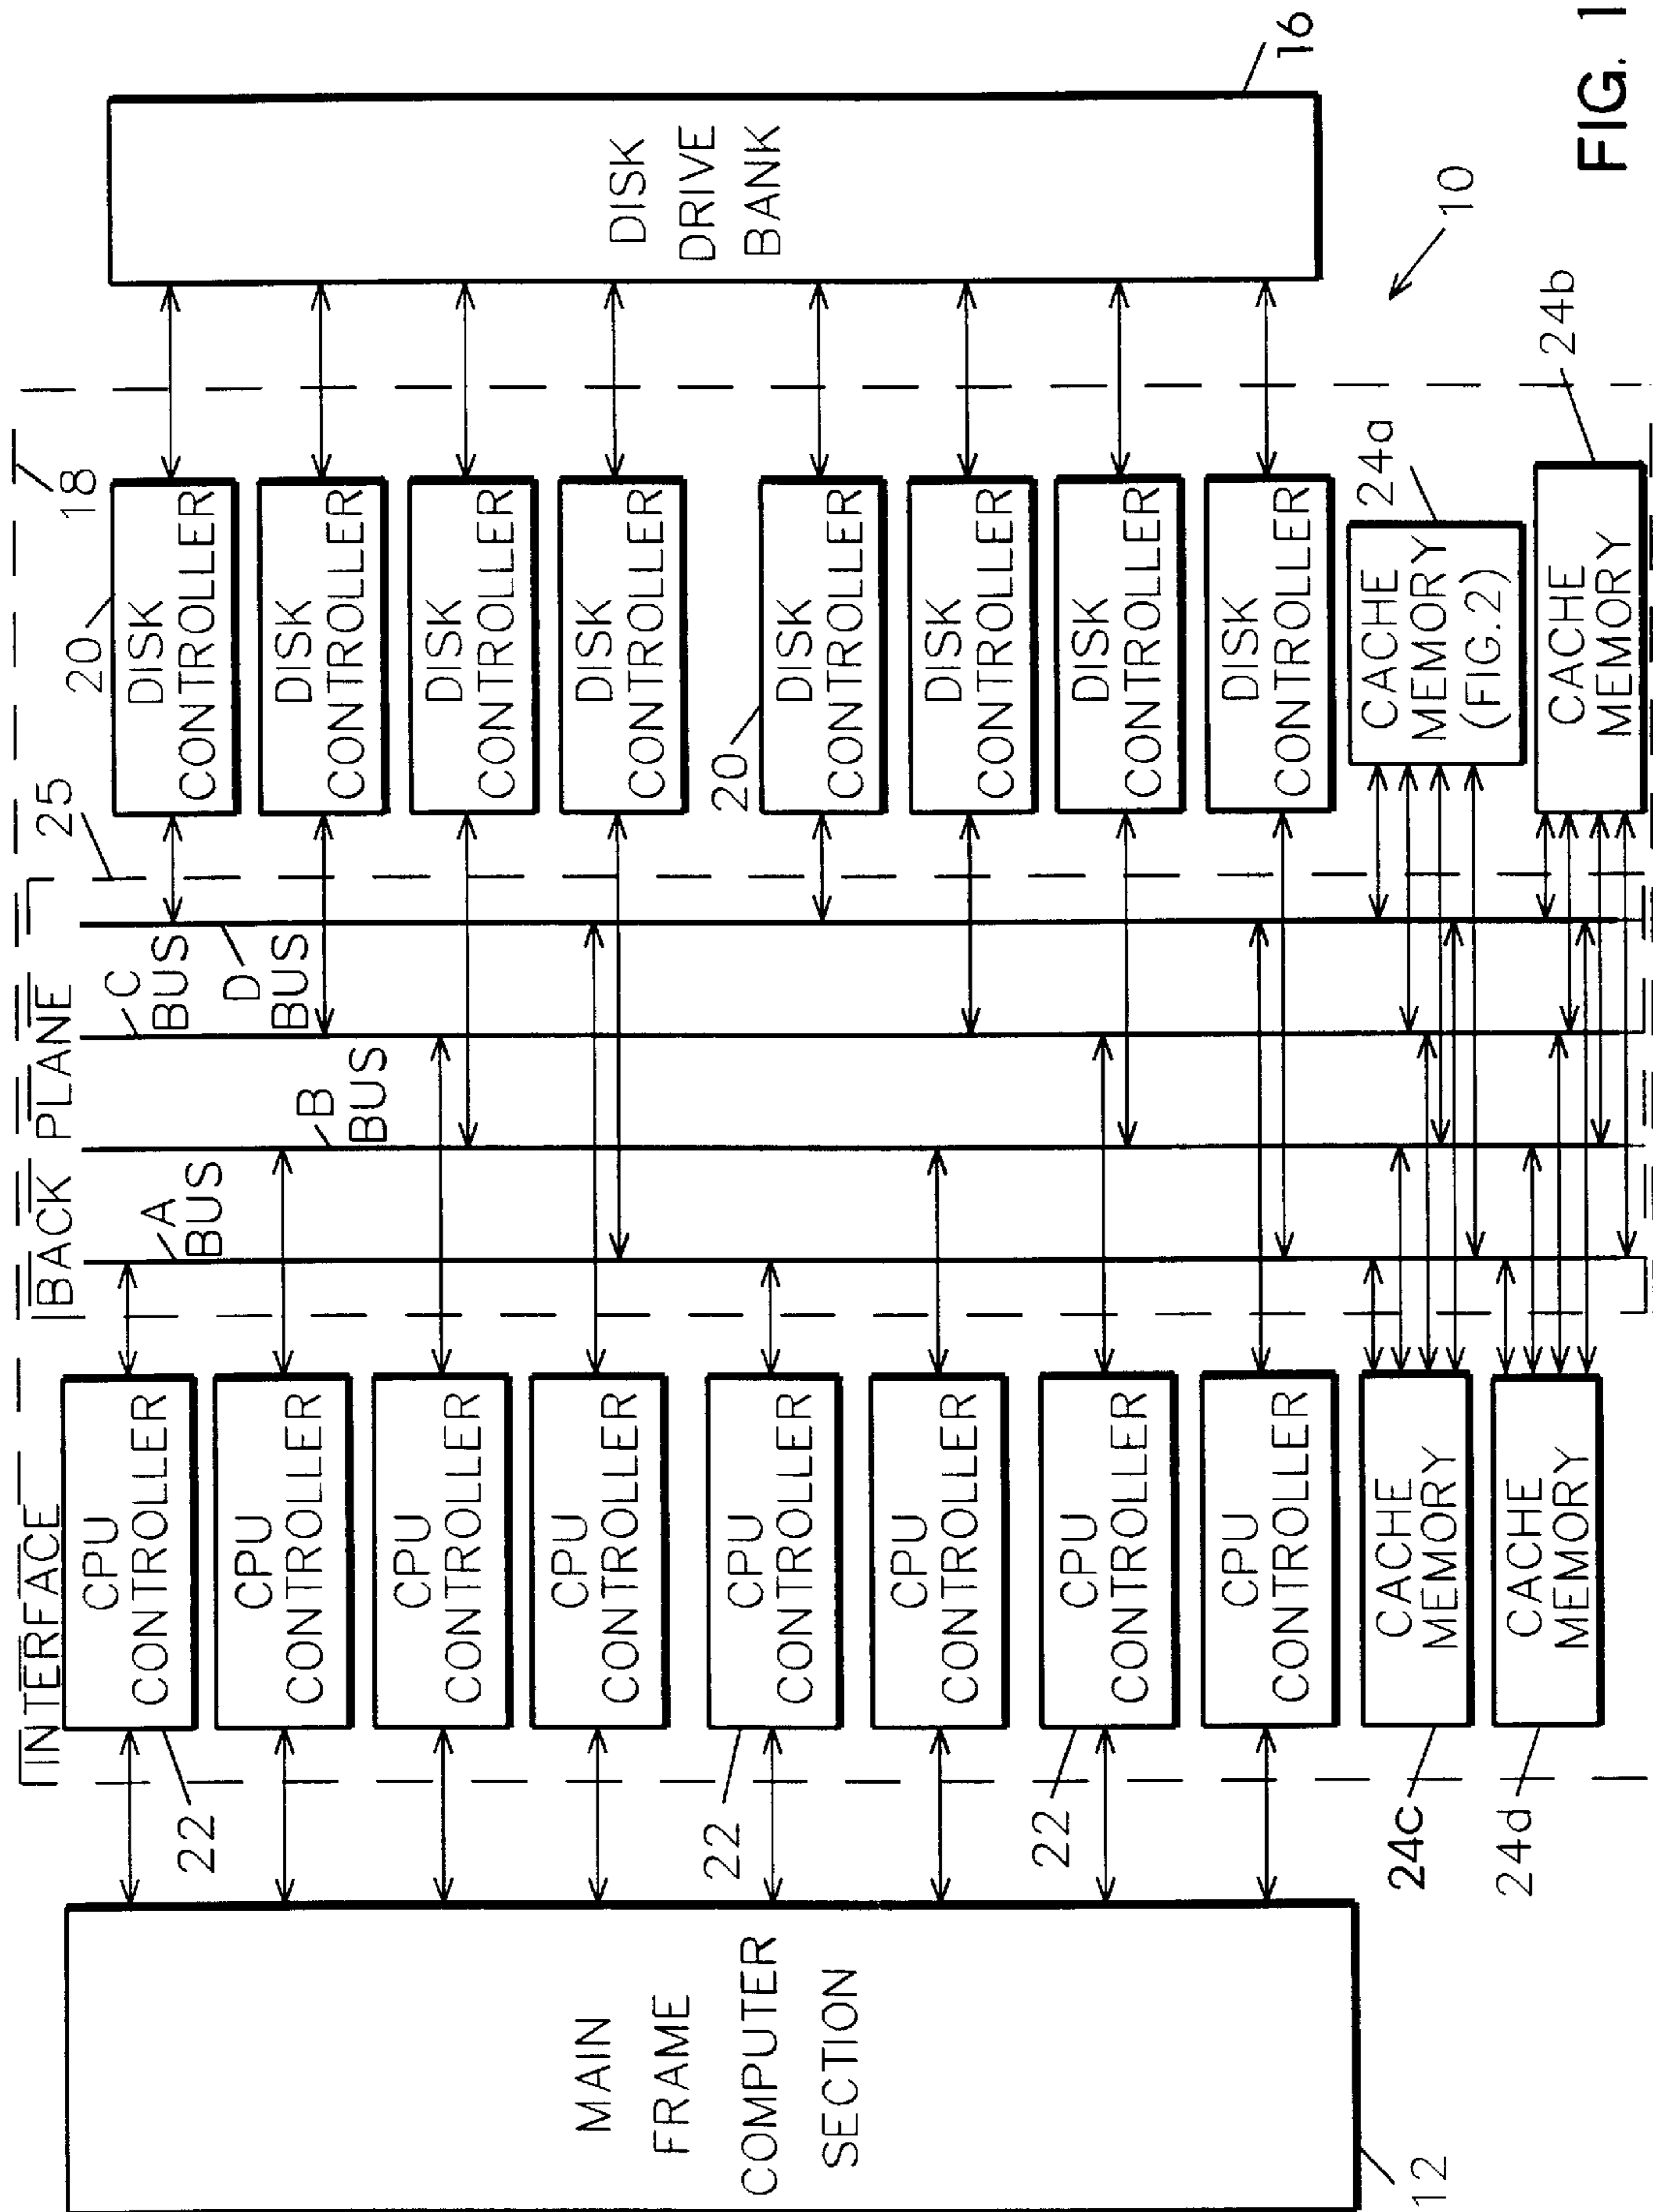 INTERFACE
BACK PLANE
18
25
A
BUS
B
BUS
C
BUS
D
BUS
MAIN
FRAME
COMPUTER
SECTION
12
CPU
CONTROLLER
22
CPU
CONTROLLER
CPU
CONTROLLER
CPU
CONTROLLER
CPU
CONTROLLER
22
CPU
CONTROLLER
CPU
CONTROLLER
22
CPU
CONTROLLER
CACHE
MEMORY
24c
CACHE
MEMORY
24d
20
DISK
CONTROLLER
DISK
CONTROLLER
DISK
CONTROLLER
DISK
CONTROLLER
20
DISK
CONTROLLER
DISK
CONTROLLER
DISK
CONTROLLER
DISK
CONTROLLER
CACHE
MEMORY
(FIG.2)
24a
CACHE
MEMORY
24b
DISK
DRIVE
BANK
16
10
FIG. 1